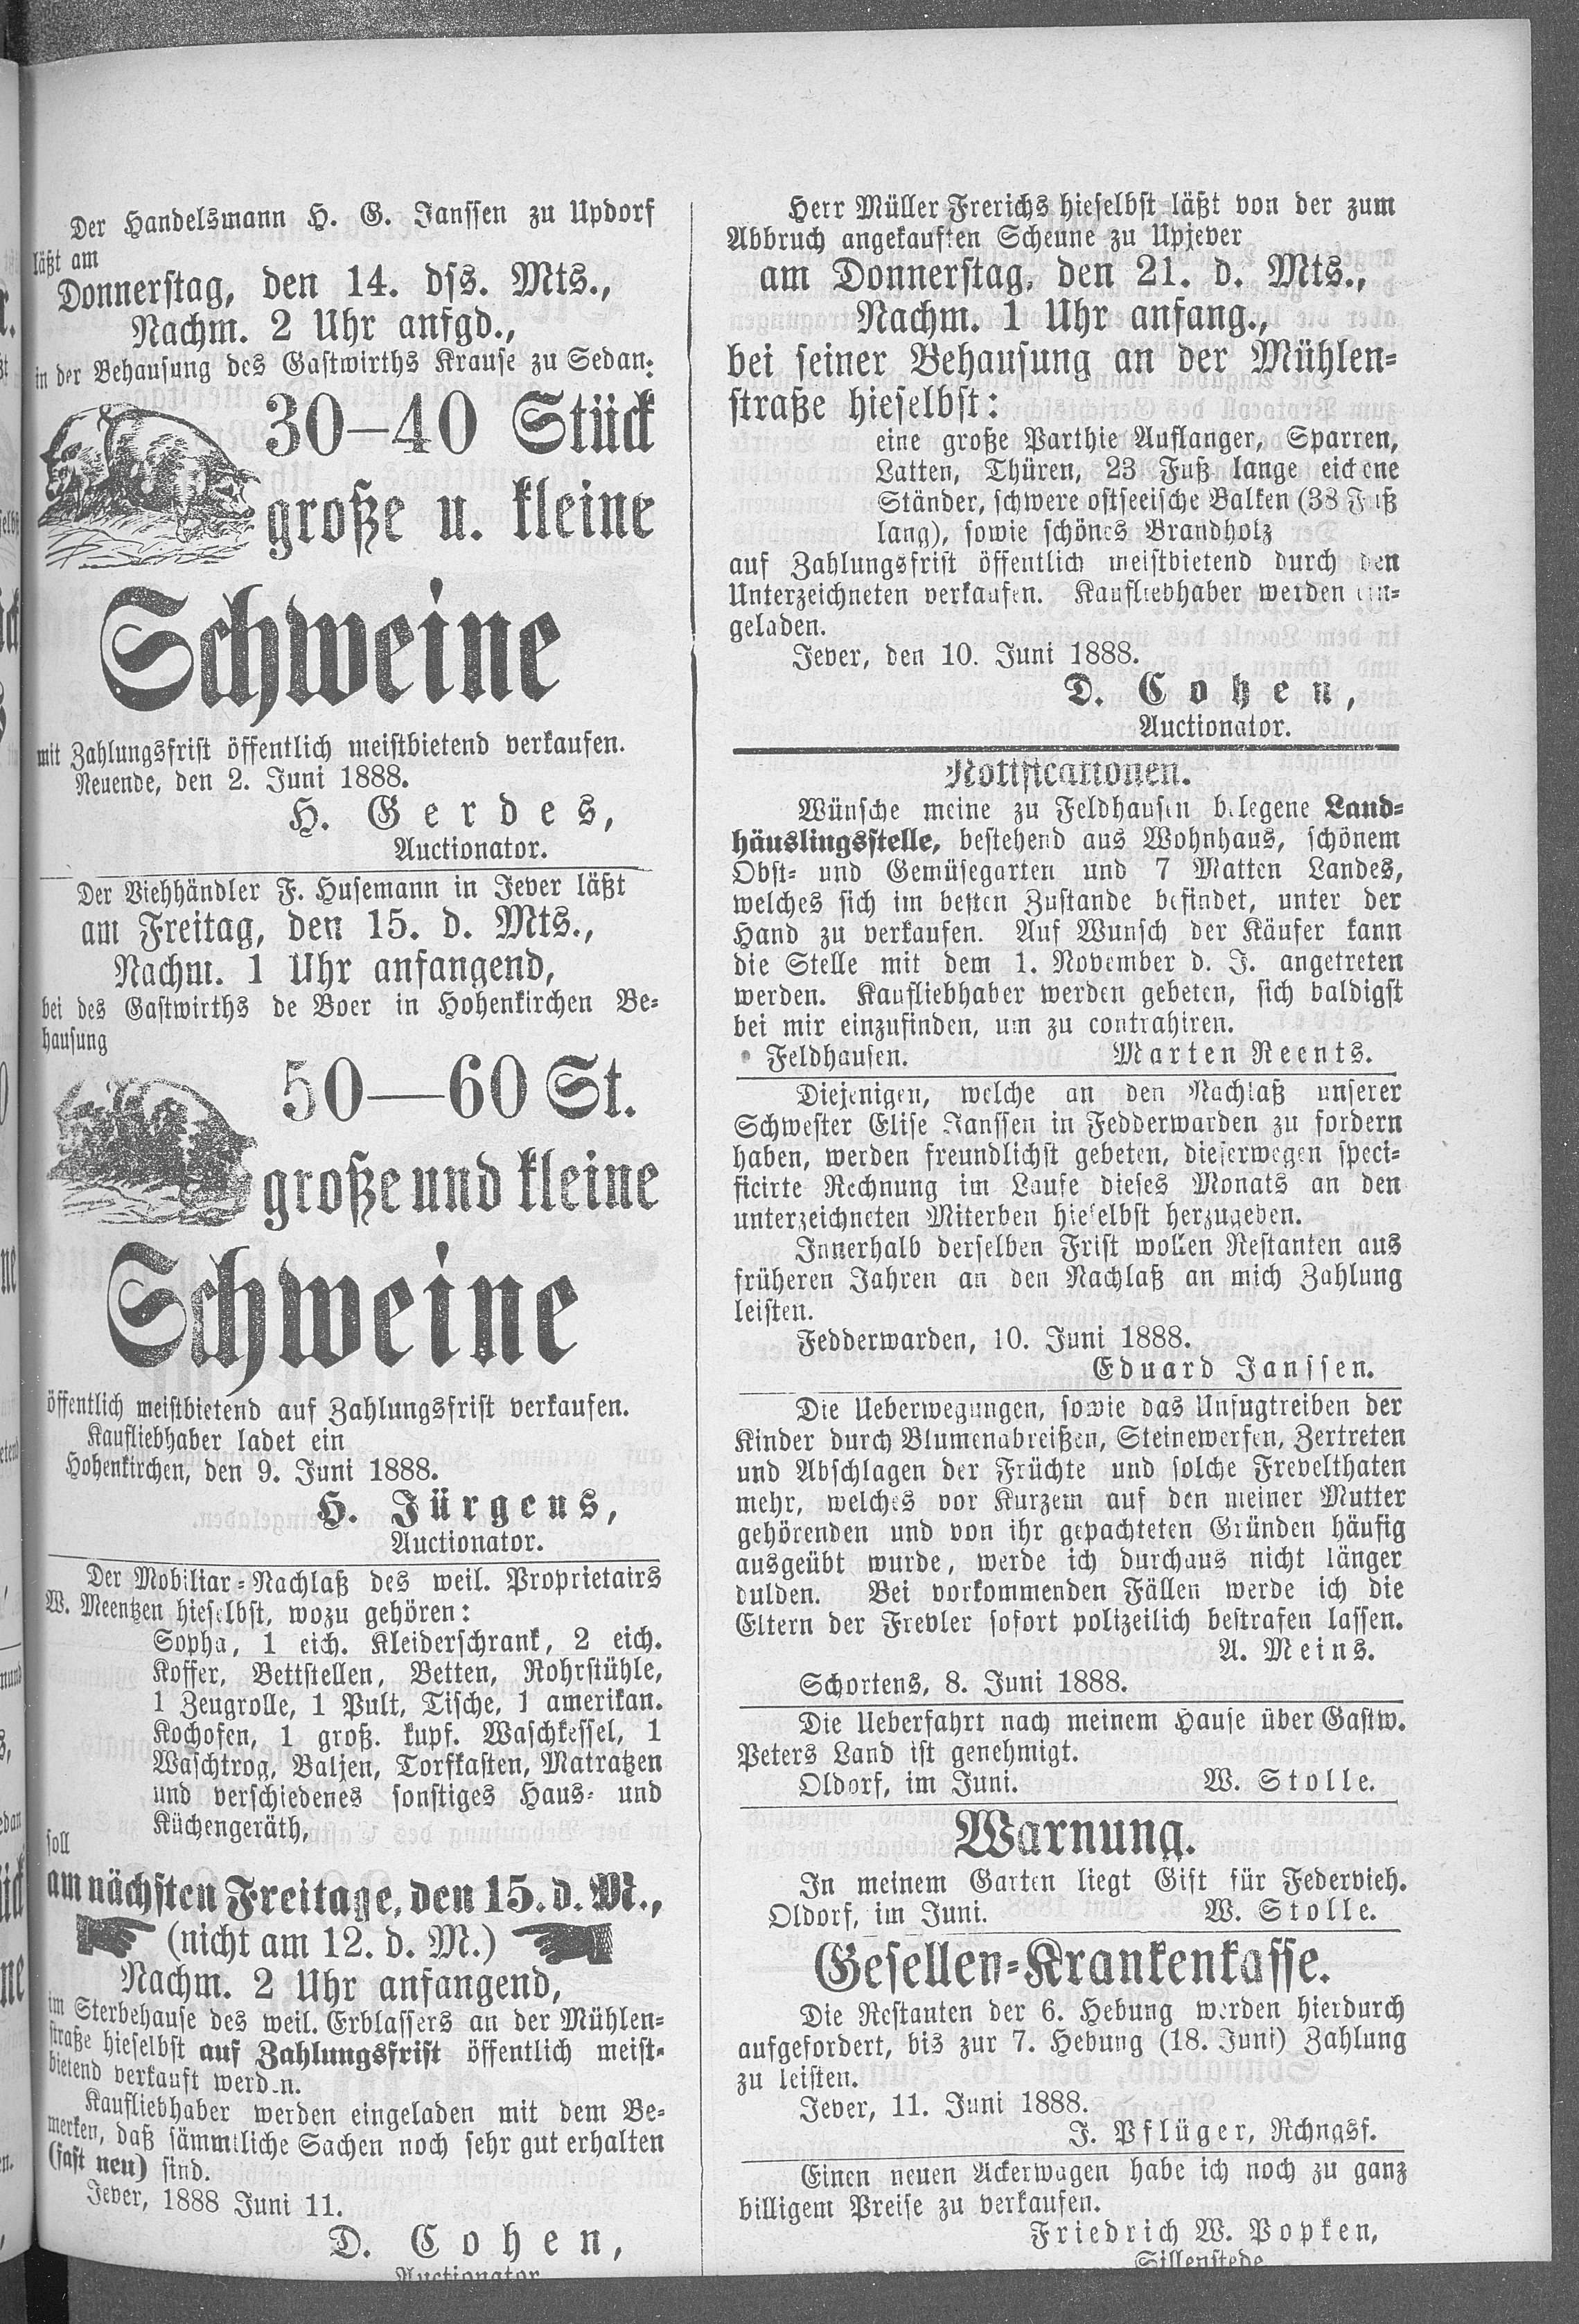 Der Handelsmann H. G. Janssen zu Updorf
läßt am
Donnerstag, den 14. dss. Mts.,
Nachm. 2 Uhr anfgd.,
in der Behausung des Gastwirths Krause zu Sedan:
30–40 Stück
große u. kleine
Schweine
mit Zahlungsfrist öffentlich meistbietend verkaufen.
Neuende, den 2. Juni 1888.
H. Gerdes,
Auctionator.
Der Viehhändler F. Husemann in Jever läßt
am Freitag, den 15. d. Mts.,
Nachm. 1 Uhr anfangend,
bei des Gastwirths de Boer in Hohenkirchen Be-
hausung
50—60 St.
große und kleine
Schweine
öffentlich meistbietend auf Zahlungsfrist verkaufen.
Kaufliebhaber ladet ein
Hohenkirchen, den 9. Juni 1888.
H. Jürgens,
Auctionator.
Der Mobiliar-Nachlaß des weil. Proprietairs
W. Meentzen hieselbst, wozu gehören:
Sopha, 1 eich. Kleiderschrank, 2 eich.
Koffer, Bettstellen, Betten, Rohrstühle,
1 Zeugrolle, 1 Pult, Tische, 1 amerikan.
Kochofen, 1 groß. kupf. Waschkessel, 1
Waschtrog, Baljen, Torfkasten, Matratzen
und verschiedenes sonstiges Haus- und
Küchengeräth,
soll
am nächsten Freitage, den 15. d. M.,
(nicht am 12. d. M.)
Nachm. 2 Uhr anfangend,
im Sterbehause des weil. Erblassers an der Mühlen-
straße hieselbst auf Zahlungsfrist öffentlich meist-
bietend verkauft werden.
Kaufliebhaber werden eingeladen mit dem Be-
merken, daß sämmtliche Sachen noch sehr gut erhalten
(fast neu) sind.
Jever, 1888 Juni 11.
D. Cohen,
Auctionator.
Herr Müller Frerichs hieselbst läßt von der zum
Abbruch angekauften Scheune zu Upjever
am Donnerstag, den 21. d. Mts.,
Nachm. 1 Uhr anfang.,
bei seiner Behausung an der Mühlen-
straße hieselbst:
eine große Parthie Auflanger, Sparren,
Latten, Thüren, 23 Fuß lange eichene
Ständer, schwere ostseeische Balken (38 Fuß
lang), sowie schönes Brandholz
auf Zahlungsfrist öffentlich meistbietend durch den
Unterzeichneten verkaufen. Kaufliebhaber werden ein-
geladen.
Jever, den 10. Juni 1888.
D. Cohen,
Auctionator.
Notificationen.
Wünsche meine zu Feldhausen belegene Land-
häuslingsstelle, bestehend aus Wohnhaus, schönem
Obst- und Gemüsegarten und 7 Matten Landes,
welches sich im besten Zustande befindet, unter der
Hand zu verkaufen. Auf Wunsch der Käufer kann
die Stelle mit dem 1. November d. J. angetreten
werden. Kaufliebhaber werden gebeten, sich baldigst
bei mir einzufinden, um zu contrahiren.
Feldhausen. Marten Reents.
Diejenigen, welche an den Nachlaß unserer
Schwester Elise Janssen in Fedderwarden zu fordern
haben, werden freundlichst gebeten, dieserwegen speci-
ficirte Rechnung im Laufe dieses Monats an den
unterzeichneten Miterben hieselbst herzugeben.
Innerhalb derselben Frist wollen Restanten aus
früheren Jahren an den Nachlaß an mich Zahlung
leisten.
Fedderwarden, 10. Juni 1888.
Eduard Janssen.
Die Ueberwegungen, sowie das Unfugtreiben der
Kinder durch Blumenabreißen, Steinewerfen, Zertreten
und Abschlagen der Früchte und solche Frevelthaten
mehr, welches vor Kurzem auf den meiner Mutter
gehörenden und von ihr gepachteten Gründen häufig
ausgeübt wurde, werde ich durchaus nicht länger
dulden. Bei vorkommenden Fällen werde ich die
Eltern der Frevler sofort polizeilich bestrafen lassen.
A. Meins.
Schortens, 8. Juni 1888.
Die Ueberfahrt nach meinem Hause über Gastw.
Peters Land ist genehmigt.
Oldorf, im Juni. W. Stolle.
Warnung.
In meinem Garten liegt Gift für Federvieh.
Oldorf, im Juni. W. Stolle.
Gesellen-Krankenkasse.
Die Restanten der 6. Hebung werden hierdurch
aufgefordert, bis zur 7. Hebung (18. Juni) Zahlung
zu leisten.
Jever, 11. Juni 1888.
J. Pflüger, Rchngsf.
Einen neuen Ackerwagen habe ich noch zu ganz
billigem Preise zu verkaufen.
Friedrich W. Popken,
Sillenstede